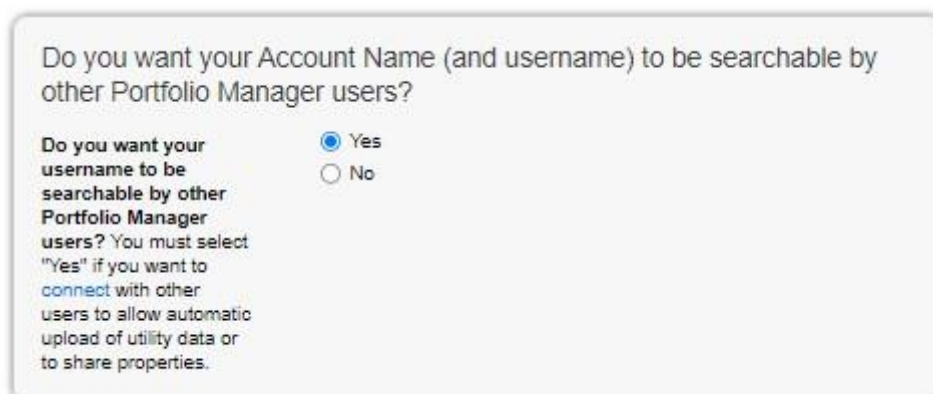 Do you want your Account Name (and username) to be searchable by
other Portfolio Manager users?
Do you want your
username to be
searchable by other
Portfolio Manager
users? You must select
"Yes" if you want to
connect with other
users to allow automatic
upload of utility data or
to share properties.
Yes
No